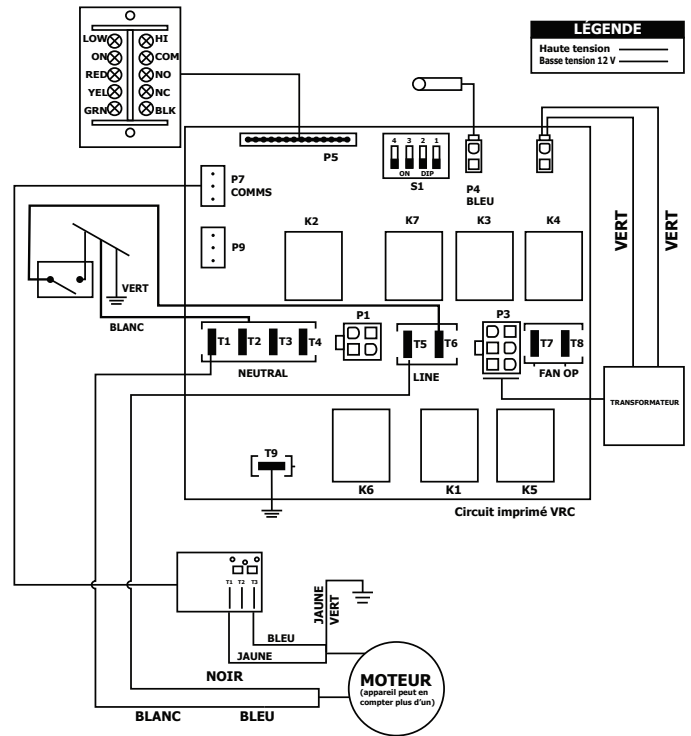 LÉGENDE
Haute tension
Basse tension 12 V
LOW HI
ON COM
RED NO
YEL NC
GRN BLK
P5
4 3 2 1
ON DIP
S1
P4
BLEU
P7
COMMS
P9
K2
K7
K3
K4
VERT
VERT
VERT
BLANC
P1
P3
T1 T2 T3 T4
NEUTRAL
T5 T6
LINE
T7 T8
FAN OP
TRANSFORMATEUR
T9
K6
K1
K5
Circuit imprimé VRC
T1 T2 T3
JAUNE
VERT
BLEU
JAUNE
NOIR
MOTEUR
(appareil peut en
compter plus d'un)
BLANC BLEU